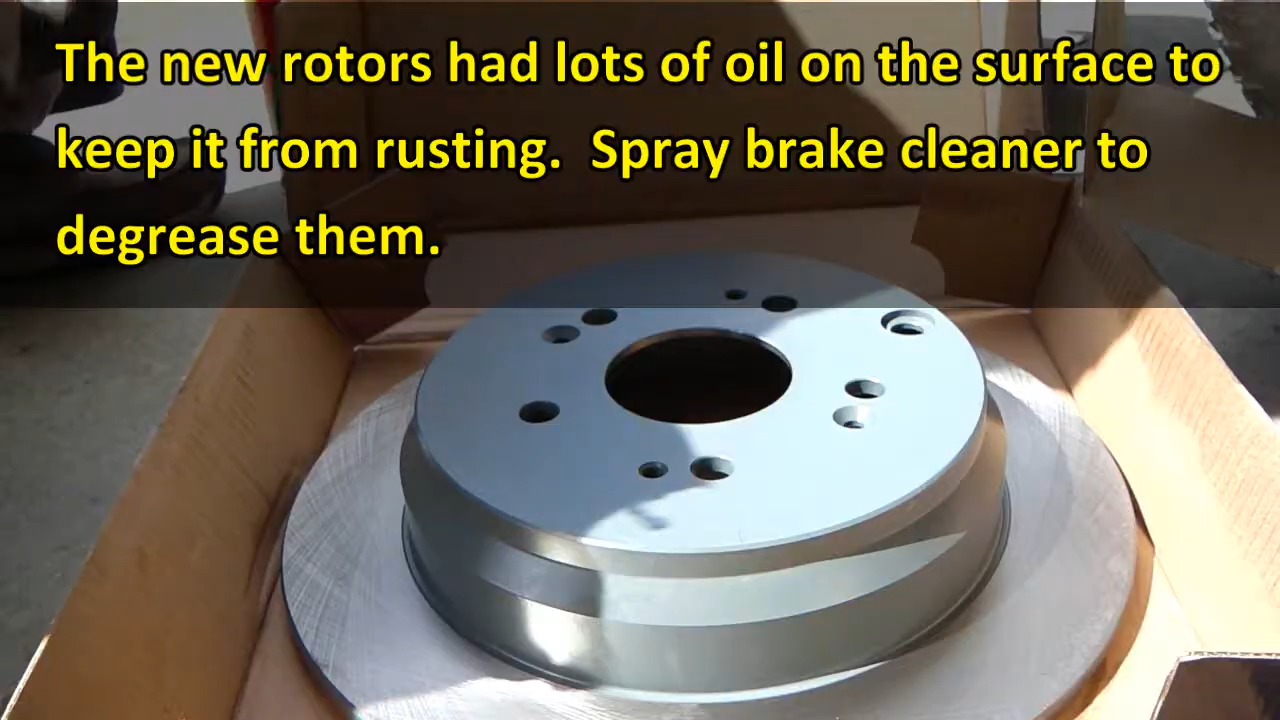 The new rotors had lots of oil on the surface to
keep it from rusting.  Spray brake cleaner to
degrease them.